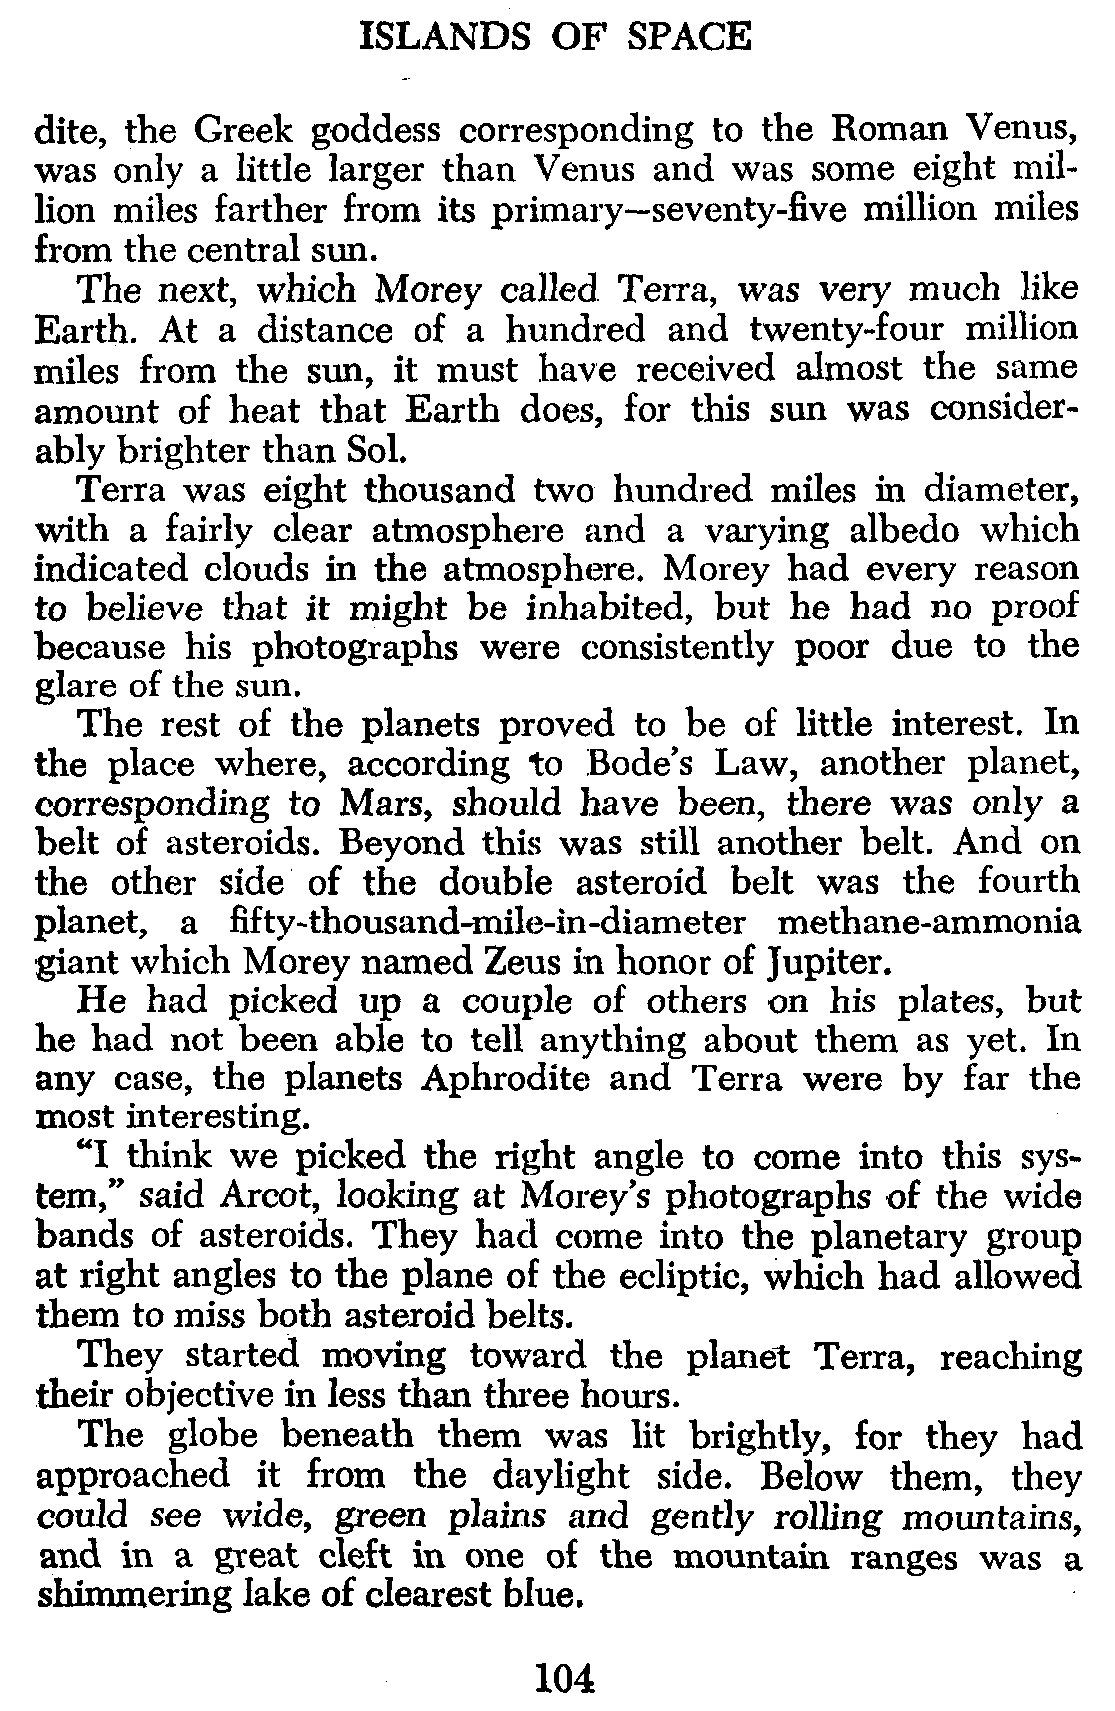 ISLANDS OF SPACE
dite, the Greek goddess corresponding to the Roman Venus,
was only a little larger than Venus and was some eight mil-
lion miles farther from its primary—seventy-five million miles
from the central sun.
The next, which Morey called Terra, was very much like
Earth. At a distance of a hundred and twenty-four million
miles from the sun, it must have received almost the same
amount of heat that Earth does, for this sun was consider-
ably brighter than Sol.
Terra was eight thousand two hundred miles in diameter,
with a fairly clear atmosphere and a varying albedo which
indicated clouds in the atmosphere. Morey had every reason
to believe that it might be inhabited, but he had no proof
because his photographs were consistently poor due to the
glare of the sun.
The rest of the planets proved to be of little interest. In
the place where, according to Bode's Law, another planet,
corresponding to Mars, should have been, there was only a
belt of asteroids. Beyond this was still another belt. And on
the other side of the double asteroid belt was the fourth
planet, a fifty-thousand-mile-in-diameter methane-ammonia
giant which Morey named Zeus in honor of Jupiter.
He had picked up a couple of others on his plates, but
he had not been able to tell anything about them as yet. In
any case, the planets Aphrodite and Terra were by far the
most interesting.
“I think we picked the right angle to come into this sys-
tem,” said Arcot, looking at Morey's photographs of the wide
bands of asteroids. They had come into the planetary group
at right angles to the plane of the ecliptic, which had allowed
them to miss both asteroid belts.
They started moving toward the planet Terra, reaching
their objective in less than three hours.
The globe beneath them was lit brightly, for they had
approached it from the daylight side. Below them, they
could see wide, green plains and gently rolling mountains,
and in a great cleft in one of the mountain ranges was a
shimmering lake of clearest blue.
104